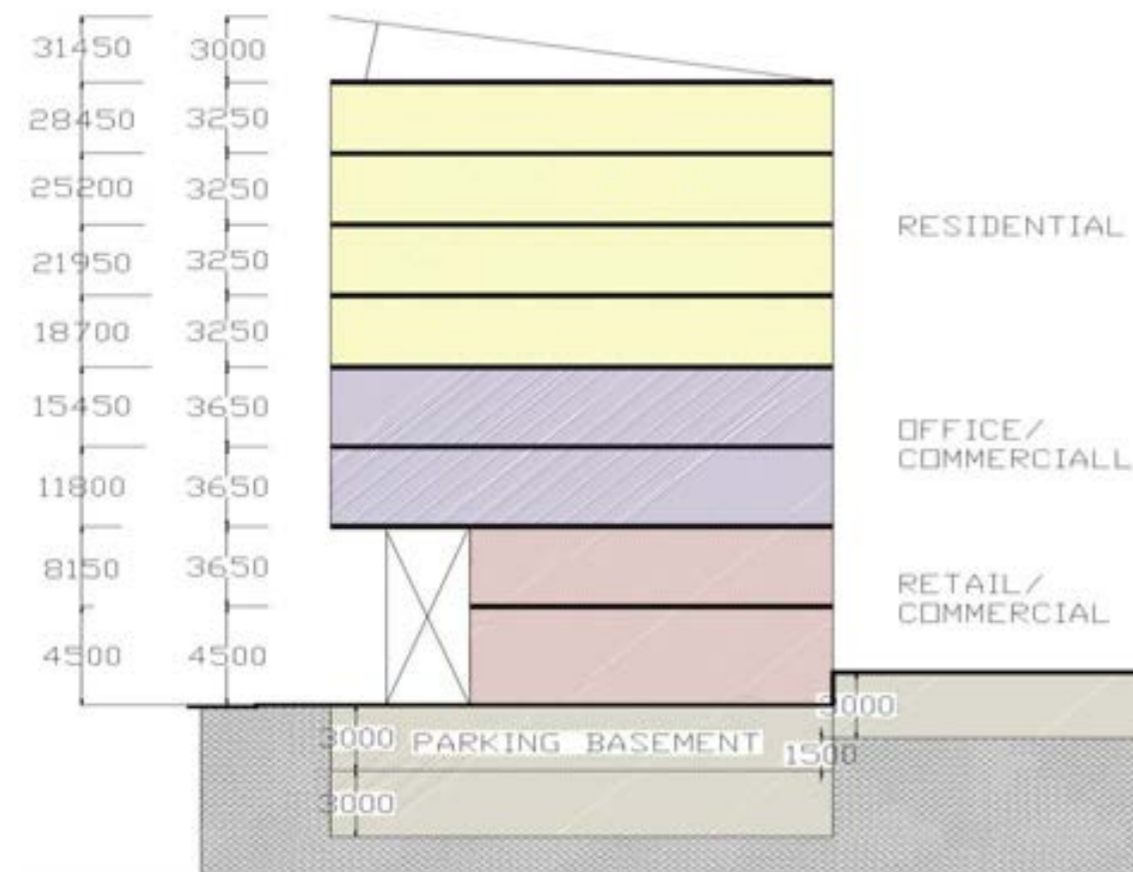 31450 3000
28450 3250
25200 3250
21950 3250
RESIDENTIAL
18700 3250
15450 3650
OFFICE/
COMMERCIALL
11800 3650
8150 3650
RETAIL/
COMMERCIAL
4500 4500
3000
3000 PARKING BASEMENT 1500
3000